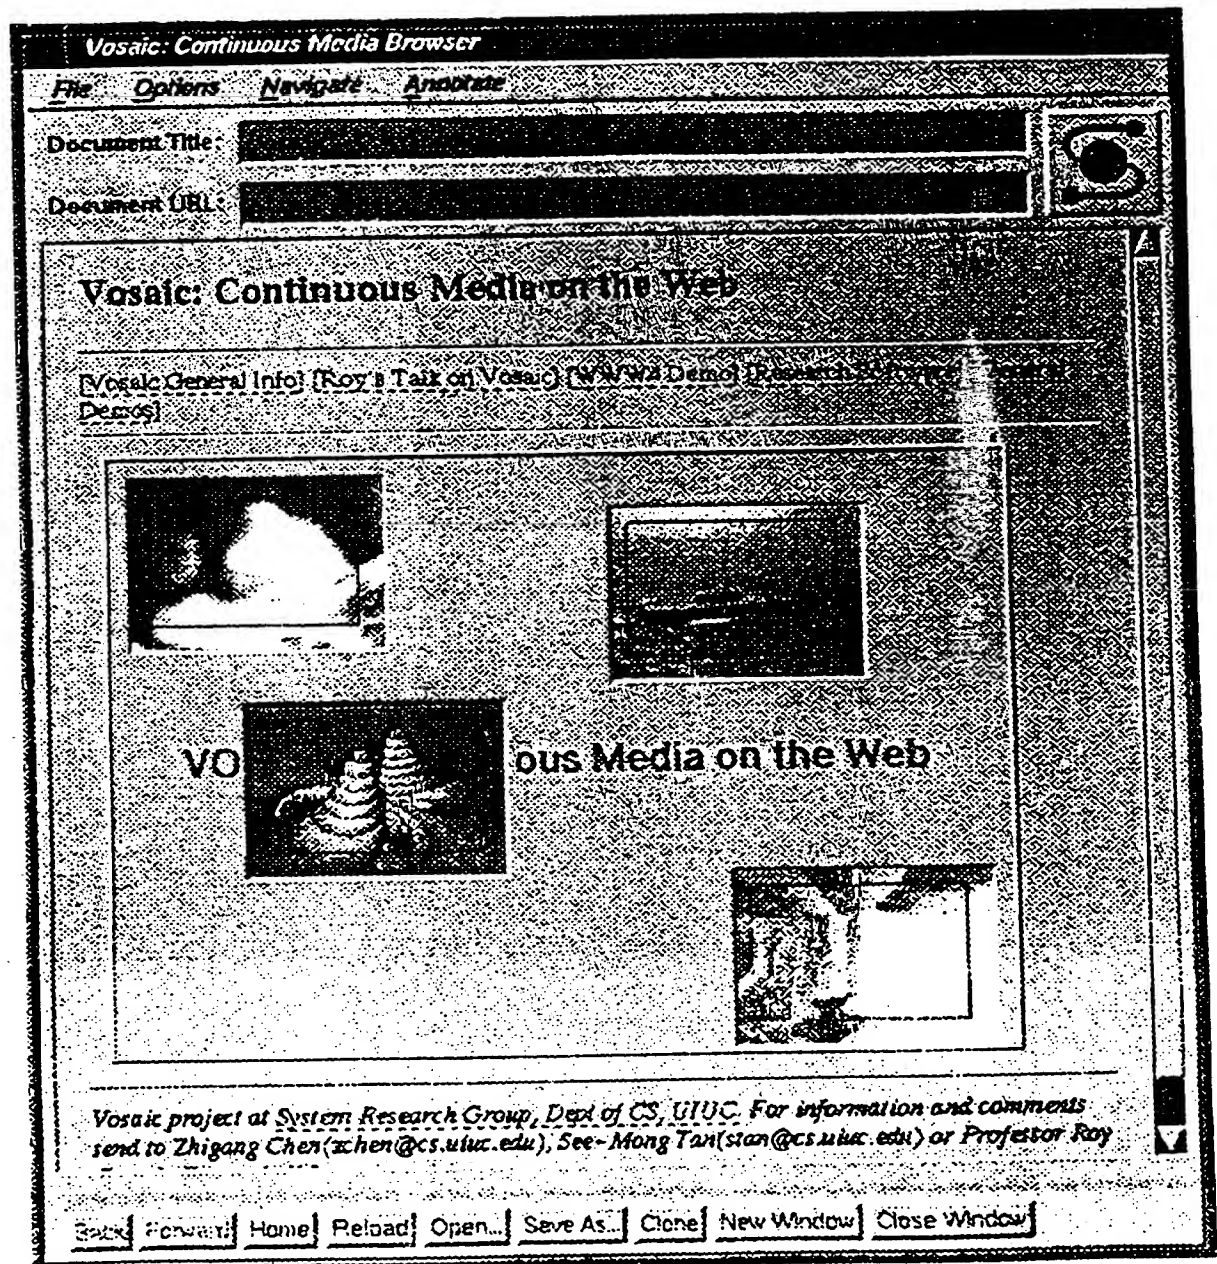 Vosaic: Continuous Media Browser
File Options Navigate Annotate
Document Title:
Document URL:
Vosaic: Continuous Media on the Web
[Vosaic General Info] [Roy's Talk on Vosaic] [WWW4 Demo] [Research
Demos]
VO ous Media on the Web
Vosaic project at System Research Group, Dept of CS, UIUC. For information and comments
send to Zhigang Chen(zchen@cs.uiuc.edu), See-Mong Tan(stan@cs.uiuc.edu) or Professor Roy
Back Forward Home Reload Open... Save As... Clone New Window Close Window